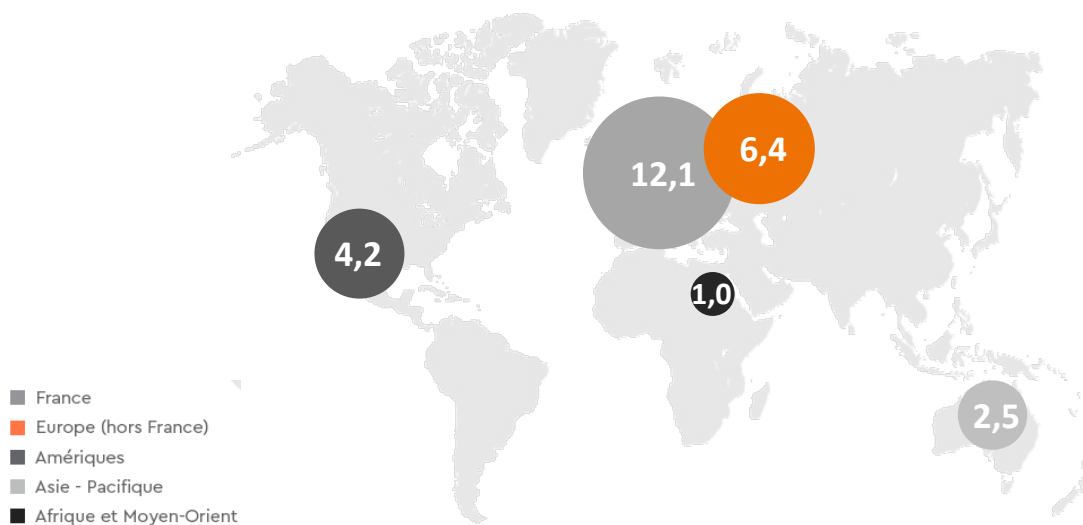 6,4
12,1
4,2
1,0
2,5
France
Europe (hors France)
Amériques
Asie - Pacifique
Afrique et Moyen-Orient